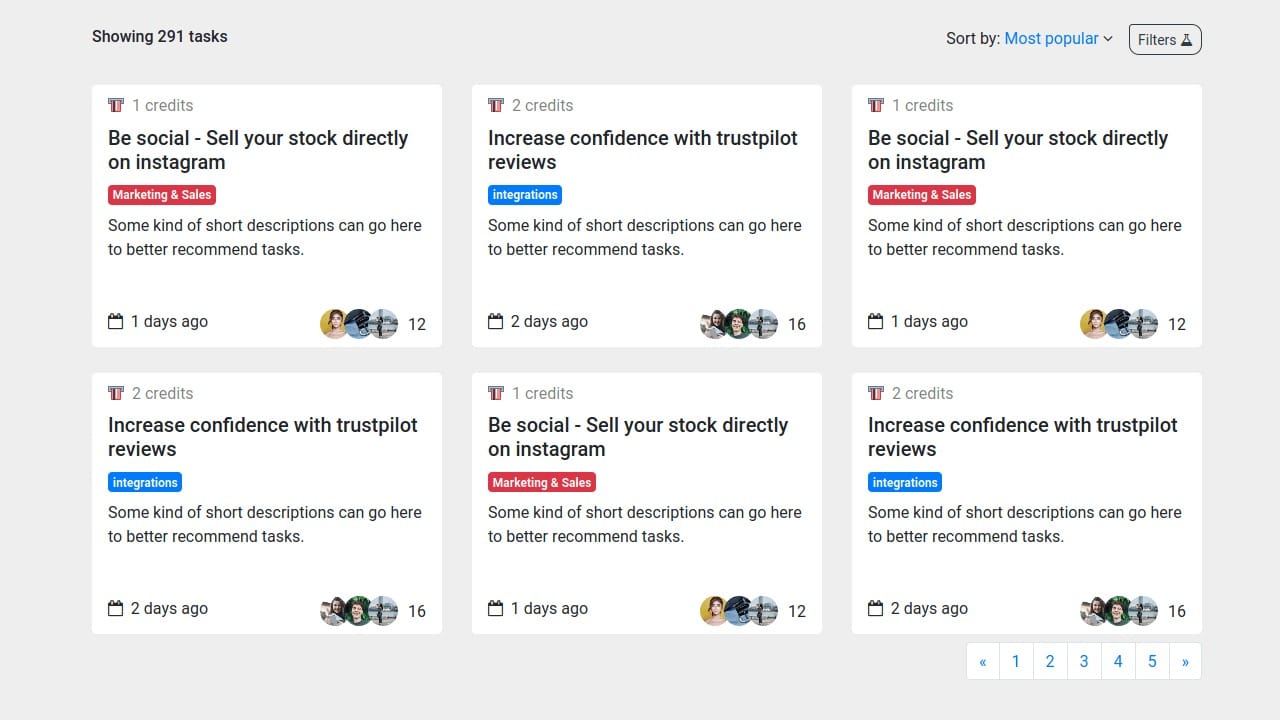 Showing 291 tasks
Sort by: Most popular
Filters
1 credits
Be social - Sell your stock directly
on instagram
Marketing & Sales
Some kind of short descriptions can go here
to better recommend tasks.
1 days ago
12
2 credits
Increase confidence with trustpilot
reviews
integrations
Some kind of short descriptions can go here
to better recommend tasks.
2 days ago
16
1 credits
Be social - Sell your stock directly
on instagram
Marketing & Sales
Some kind of short descriptions can go here
to better recommend tasks.
1 days ago
12
2 credits
Increase confidence with trustpilot
reviews
integrations
Some kind of short descriptions can go here
to better recommend tasks.
2 days ago
16
1 credits
Be social - Sell your stock directly
on instagram
Marketing & Sales
Some kind of short descriptions can go here
to better recommend tasks.
1 days ago
12
2 credits
Increase confidence with trustpilot
reviews
integrations
Some kind of short descriptions can go here
to better recommend tasks.
2 days ago
16
« 1 2 3 4 5 »